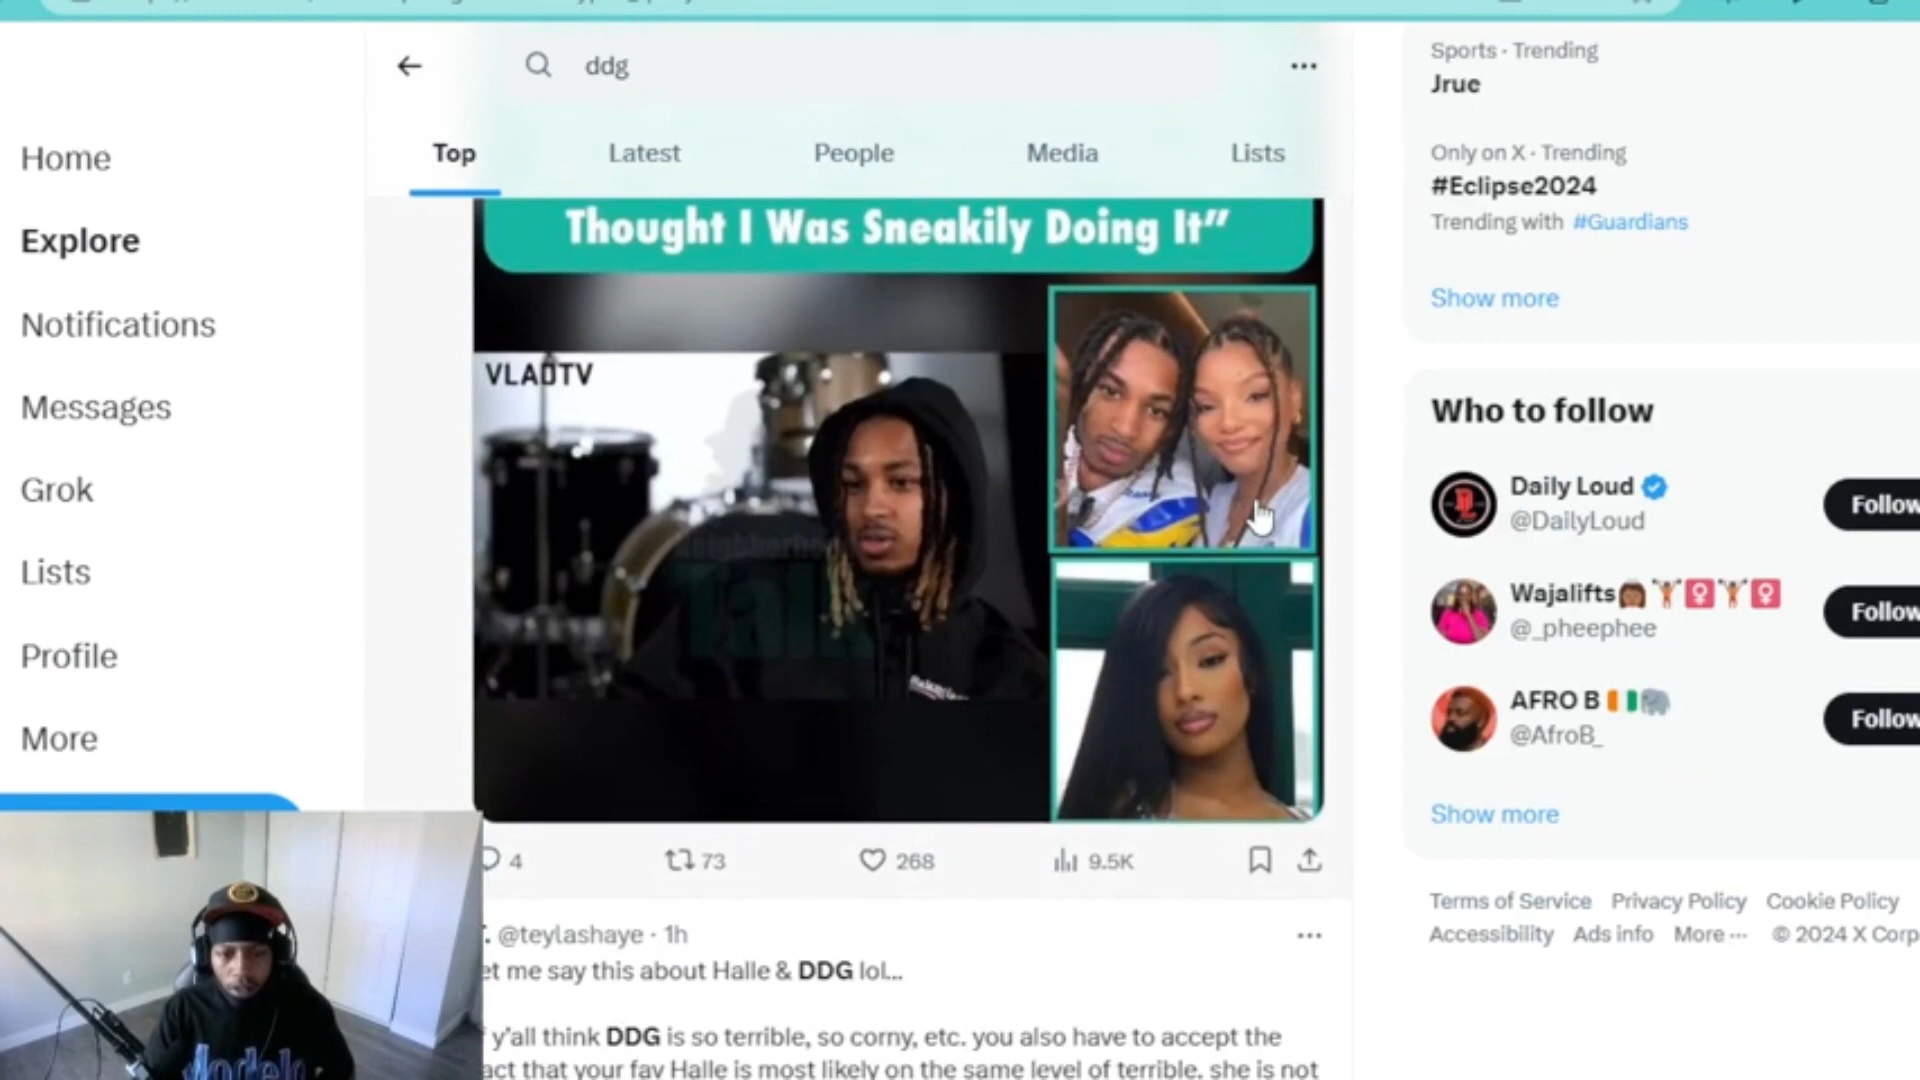 ddg
Top
Latest
People
Media
Lists
Home
Explore
Notifications
Messages
Grok
Lists
Profile
More
Thought I Was Sneakily Doing It”
VLADTV
4
73
268
9.5K
@teylashaye · 1h
et me say this about Halle & DDG lol...
y'all think DDG is so terrible, so corny, etc. you also have to accept the
act that your fav Halle is most likely on the same level of terrible. she is not
Sports · Trending
Jrue
Only on X · Trending
#Eclipse2024
Trending with #Guardians
Show more
Who to follow
Daily Loud
@DailyLoud
Follow
Wajalifts
@_pheephee
Follow
AFRO B
@AfroB_
Follow
Show more
Terms of Service Privacy Policy Cookie Policy
Accessibility Ads info More ··· © 2024 X Corp